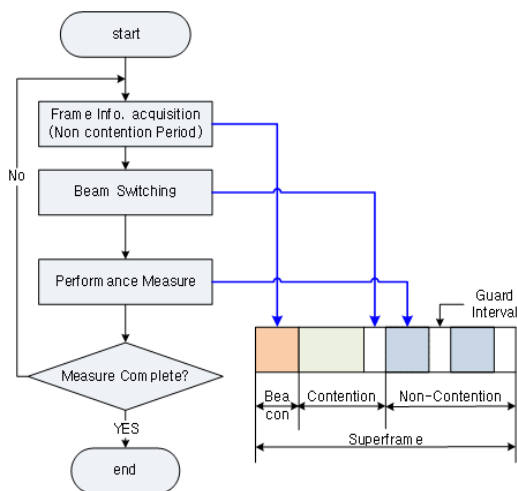 start
Frame Info. acquisition
(Non contention Period)
No
Beam Switching
Performance Measure
Guard
Interval
Measure Complete?
Bea
con
Contention
Non-Contention
YES
Superframe
end